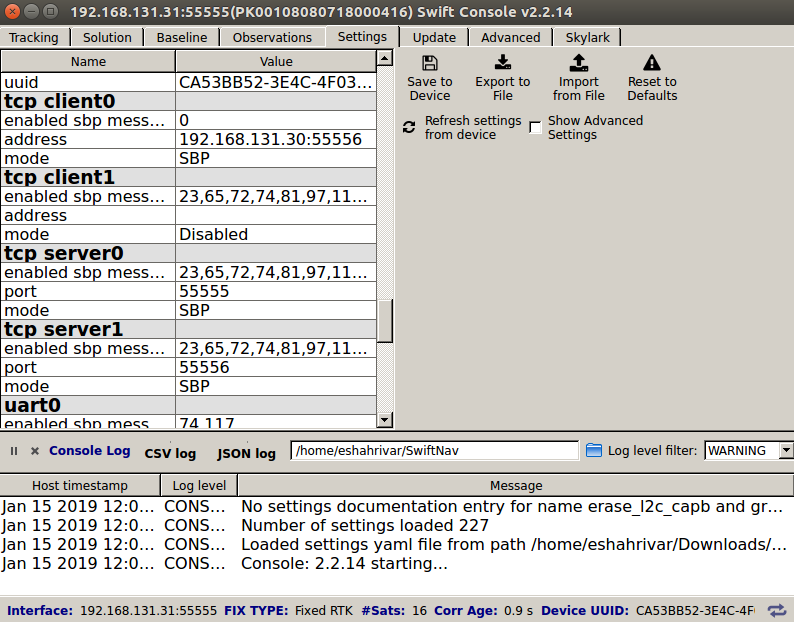 192.168.131.31:55555(PK00108080718000416) Swift Console v2.2.14
Tracking Solution Baseline Observations Settings Update Advanced Skylark
Name Value
uuid CA53BB52-3E4C-4F03...
tcp client0
enabled sbp mess... 0
address 192.168.131.30:55556
mode SBP
tcp client1
enabled sbp mess... 23,65,72,74,81,97,11...
address
mode Disabled
tcp server0
enabled sbp mess... 23,65,72,74,81,97,11...
port 55555
mode SBP
tcp server1
enabled sbp mess... 23,65,72,74,81,97,11...
port 55556
mode SBP
uart0
enabled sbp mess... 74,117
Save to Device
Export to File
Import from File
Reset to Defaults
Refresh settings from device
Show Advanced Settings
Console Log CSV log JSON log /home/eshahrivar/SwiftNav Log level filter: WARNING
Host timestamp Log level Message
Jan 15 2019 12:0... CONS... No settings documentation entry for name erase_l2c_capb and gr...
Jan 15 2019 12:0... CONS... Number of settings loaded 227
Jan 15 2019 12:0... CONS... Loaded settings yaml file from path /home/eshahrivar/Downloads/...
Jan 15 2019 12:0... CONS... Console: 2.2.14 starting...
Interface: 192.168.131.31:55555 FIX TYPE: Fixed RTK #Sats: 16 Corr Age: 0.9 s Device UUID: CA53BB52-3E4C-4F